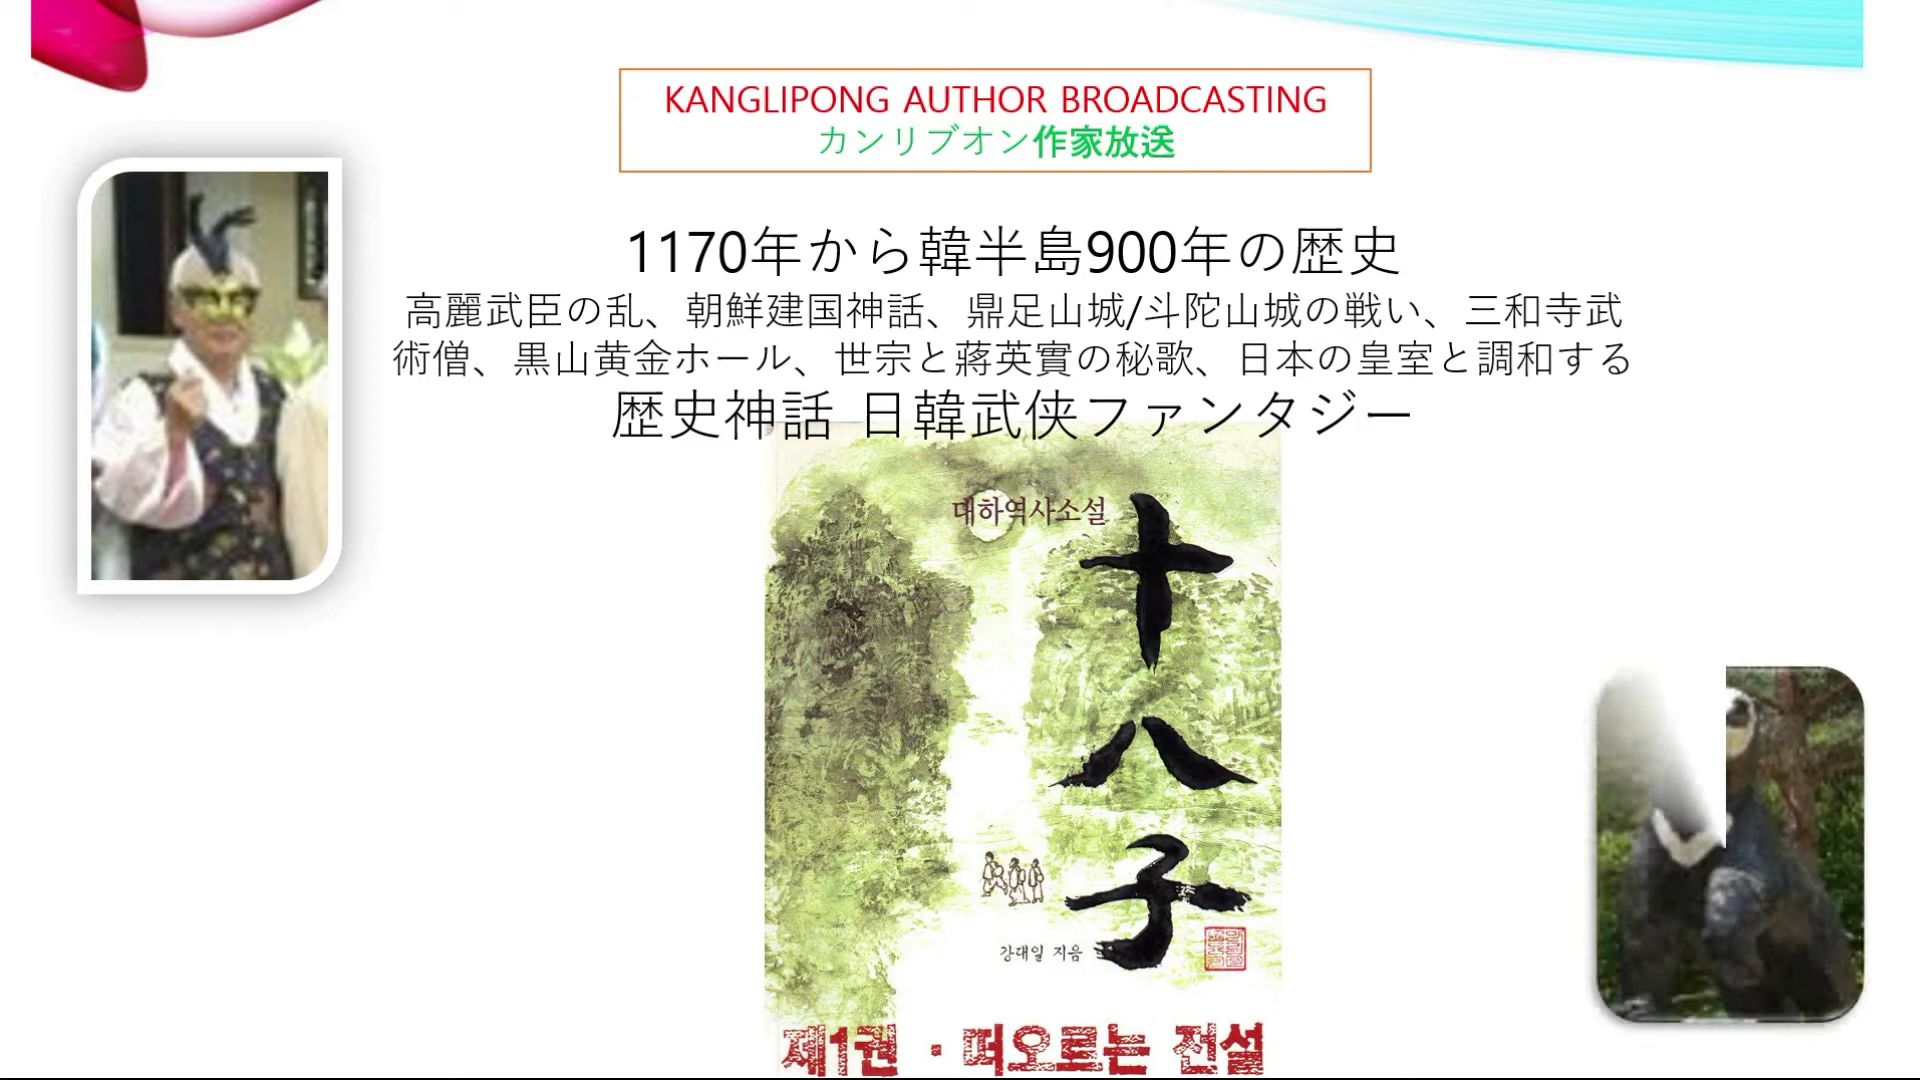 KANGLIPONG AUTHOR BROADCASTING
カンリブオン作家放送
1170年から韓半島900年の歴史
高麗武臣の乱、朝鮮建国神話、鼎足山城/斗陀山城の戦い、三和寺武
術僧、黒山黄金ホール、世宗と蔣英實の秘歌、日本の皇室と調和する
歴史神話 日韓武侠ファンタジー
대하역사소설
十八子
강대일 지음
제1권 · 떠오르는 전설